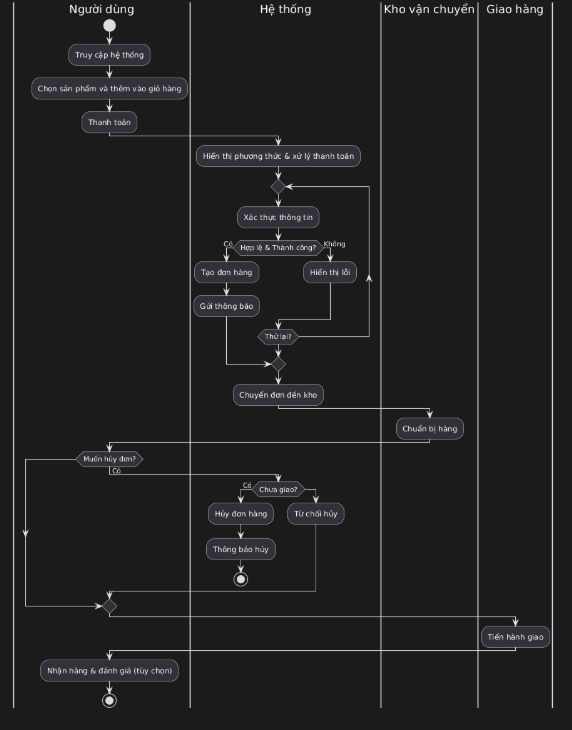 Người dùng
Hệ thống
Kho vận chuyển
Giao hàng
Truy cập hệ thống
Chọn sản phẩm và thêm vào giỏ hàng
Thanh toán
Hiển thị phương thức & xử lý thanh toán
Xác thực thông tin
Có
Hợp lệ & Thành công?
Không
Tạo đơn hàng
Hiển thị lỗi
Gửi thông báo
Thử lại?
Chuyển đơn đến kho
Chuẩn bị hàng
Muốn hủy đơn?
Có
Có
Chưa giao?
Hủy đơn hàng
Từ chối hủy
Thông báo hủy
Tiến hành giao
Nhận hàng & đánh giá (tùy chọn)